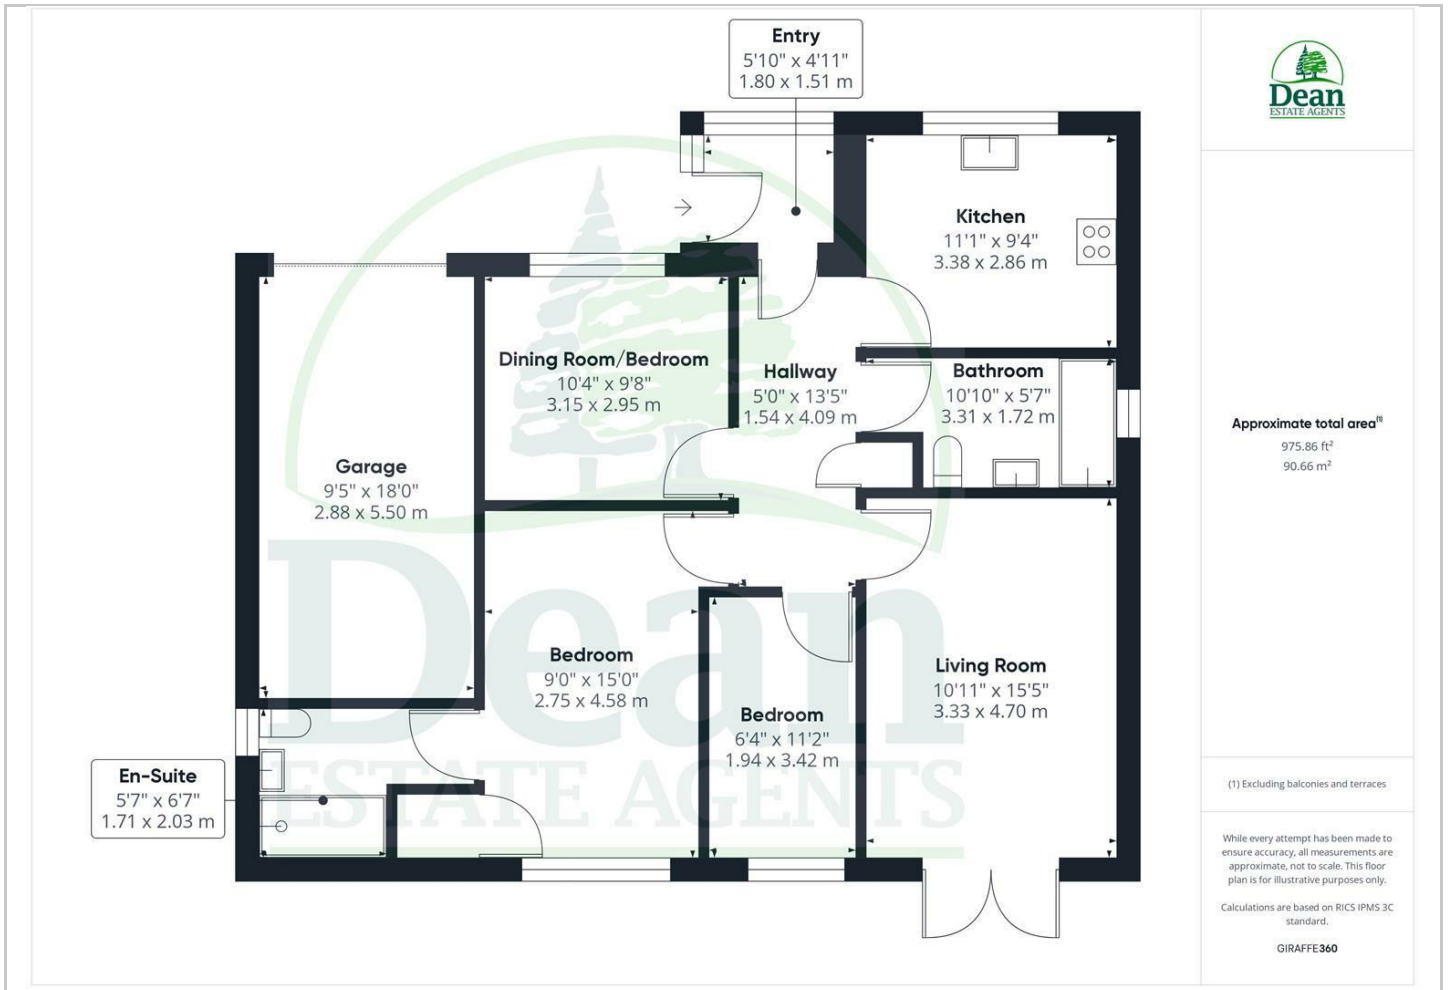 Entry
5'10" x 4'11"
1.80 x 1.51 m
Kitchen
11'1" x 9'4"
3.38 x 2.86 m
Dining Room/Bedroom
10'4" x 9'8"
3.15 x 2.95 m
Hallway
5'0" x 13'5"
1.54 x 4.09 m
Bathroom
10'10" x 5'7"
3.31 x 1.72 m
Garage
9'5" x 18'0"
2.88 x 5.50 m
Bedroom
9'0" x 15'0"
2.75 x 4.58 m
Bedroom
6'4" x 11'2"
1.94 x 3.42 m
Living Room
10'11" x 15'5"
3.33 x 4.70 m
En-Suite
5'7" x 6'7"
1.71 x 2.03 m
Dean
ESTATE AGENTS
Dean
ESTATE AGENTS
Approximate total area⁽¹⁾
975.86 ft²
90.66 m²
(1) Excluding balconies and terraces
While every attempt has been made to
ensure accuracy, all measurements are
approximate, not to scale. This floor
plan is for illustrative purposes only.
Calculations are based on RICS IPMS 3C
standard.
GIRAFFE360